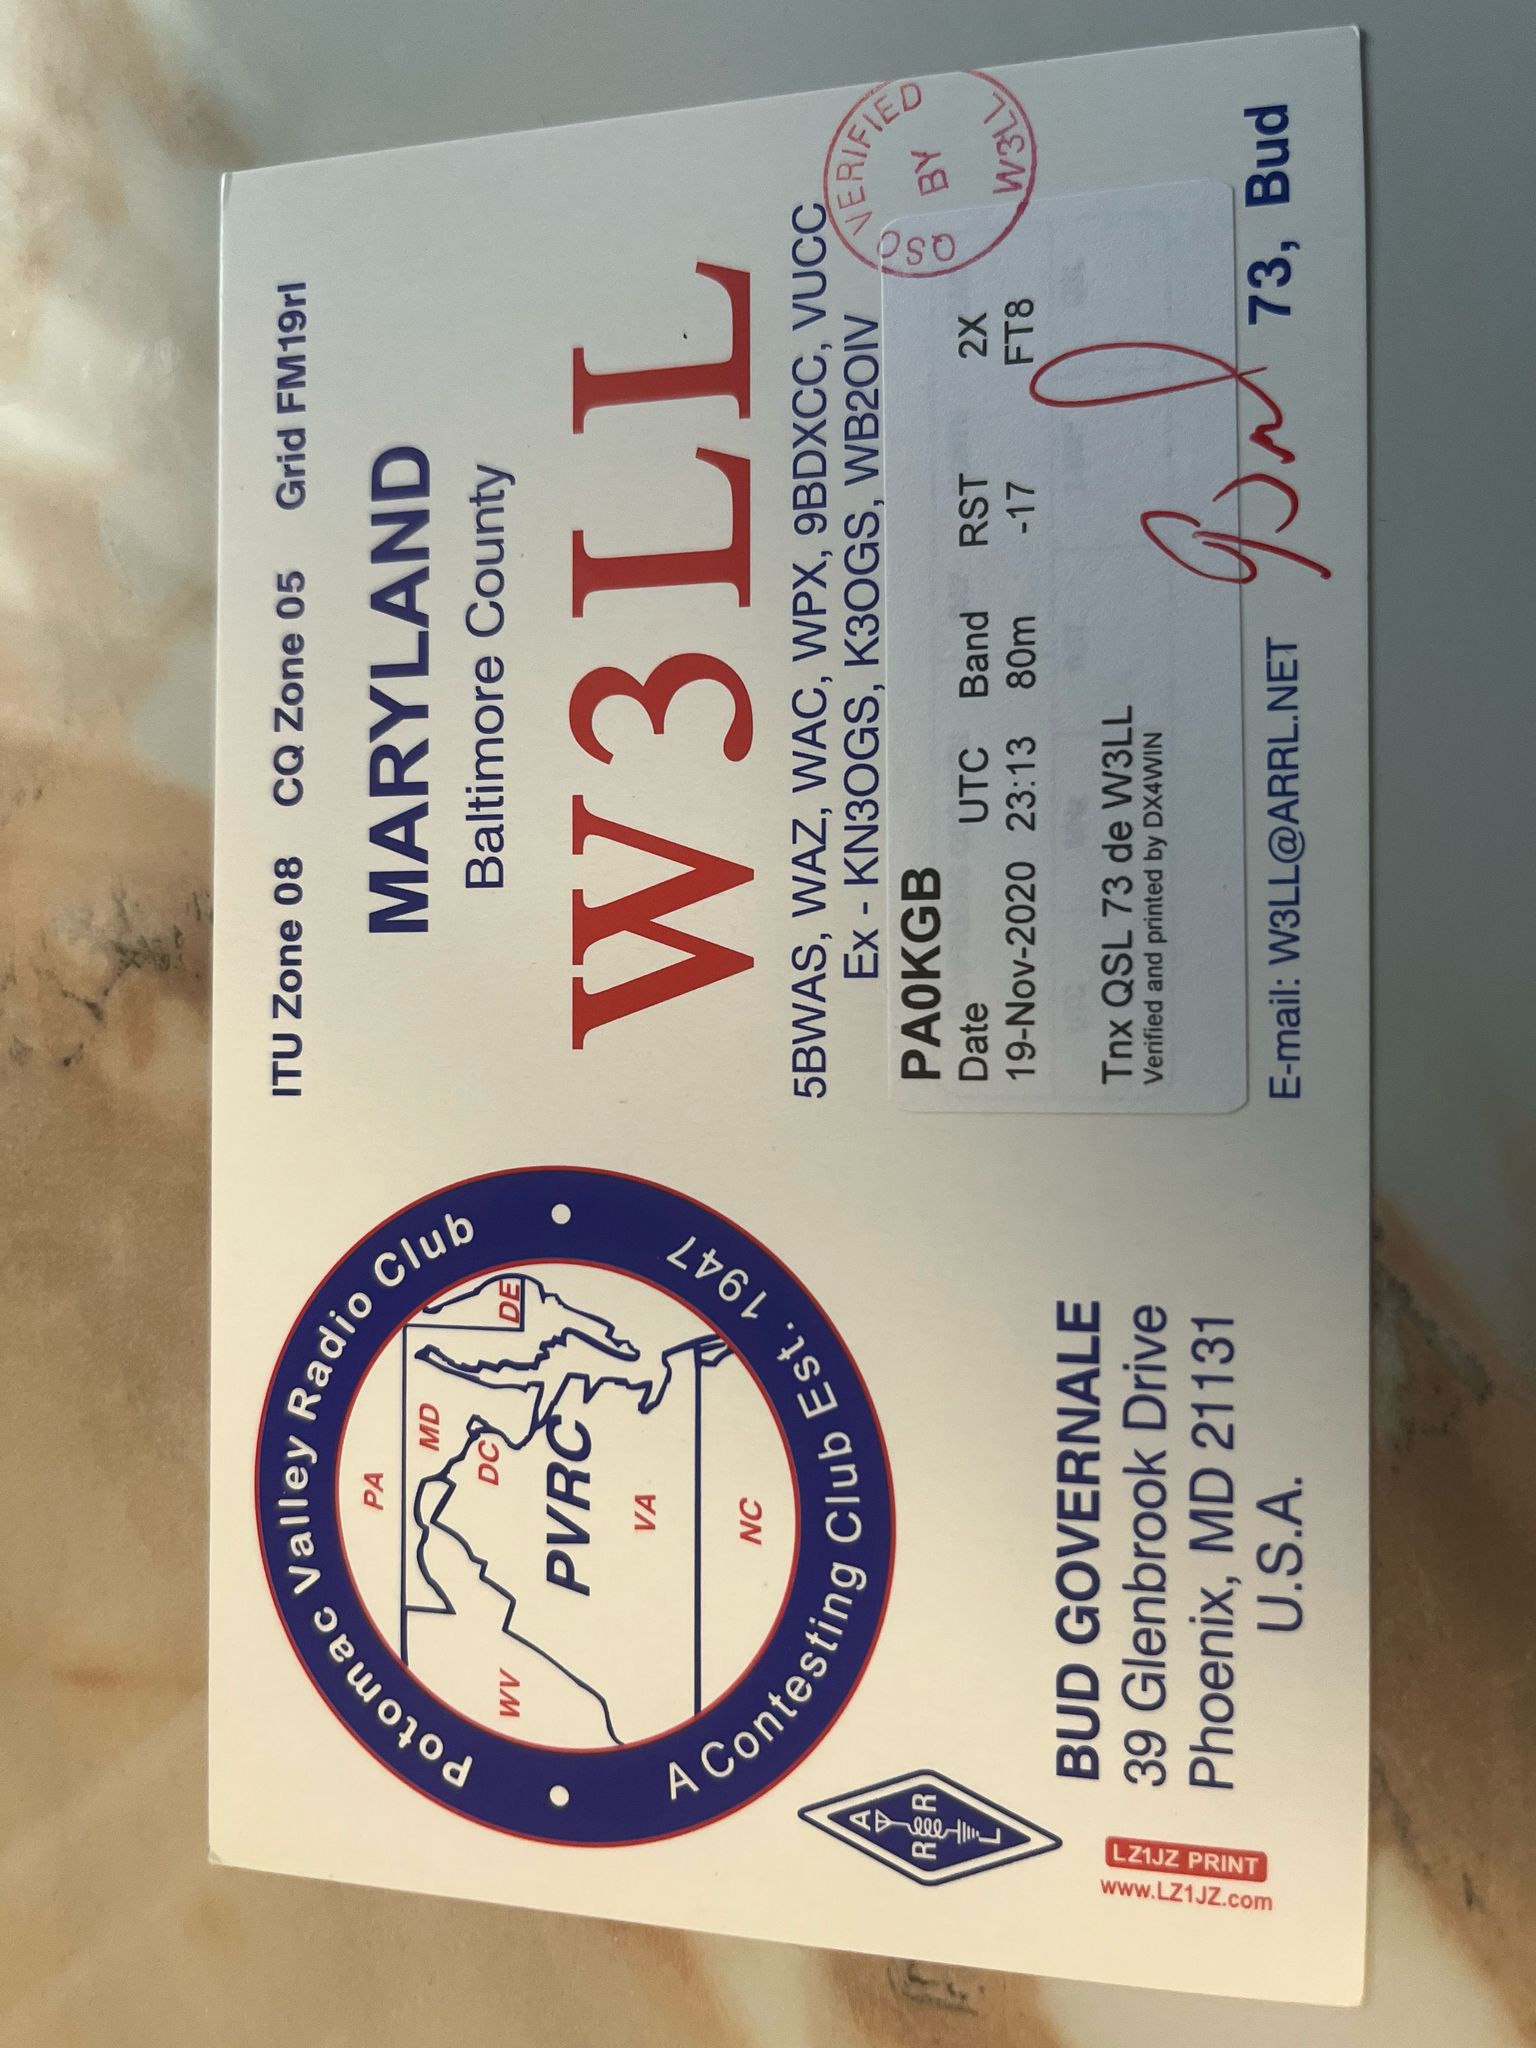 ITU Zone 08 CQ Zone 05 Grid FM19rl
MARYLAND
Baltimore County
W3LL
5BWAS, WAZ, WAC, WPX, 9BDXCC, VUCC
Ex - KN3OGS, K3OGS, WB2OIV
Potomac Valley Radio Club
PA
MD
DE
DC
WV
PVRC
VA
NC
A Contesting Club Est. 1947
QSO VERIFIED
BY
W3LL
PA0KGB
Date UTC Band RST 2X
19-Nov-2020 23:13 80m -17 FT8
Tnx QSL 73 de W3LL
Verified and printed by DX4WIN
Bud
E-mail: W3LL@ARRL.NET 73, Bud
A
R R
L
BUD GOVERNALE
39 Glenbrook Drive
Phoenix, MD 21131
U.S.A.
LZ1JZ PRINT
www.LZ1JZ.com